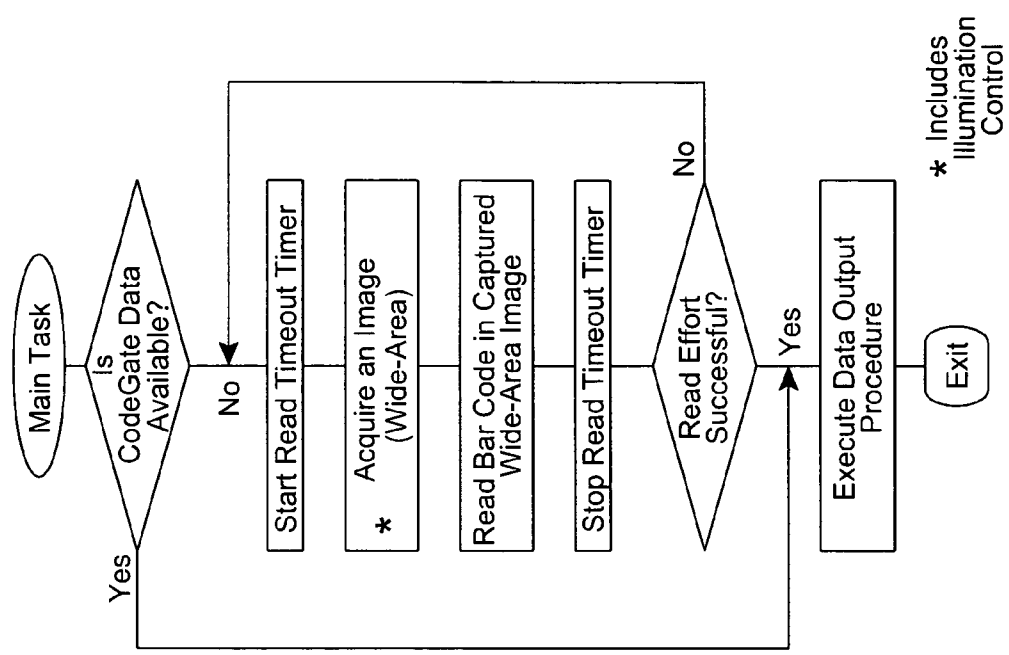 Main Task
Is
CodeGate Data
Available?
Yes
No
Start Read Timeout Timer
* Acquire an Image
(Wide-Area)
Read Bar Code in Captured
Wide-Area Image
Stop Read Timeout Timer
Read Effort
Successful?
No
Yes
Execute Data Output
Procedure
Exit
* Includes
Illumination
Control